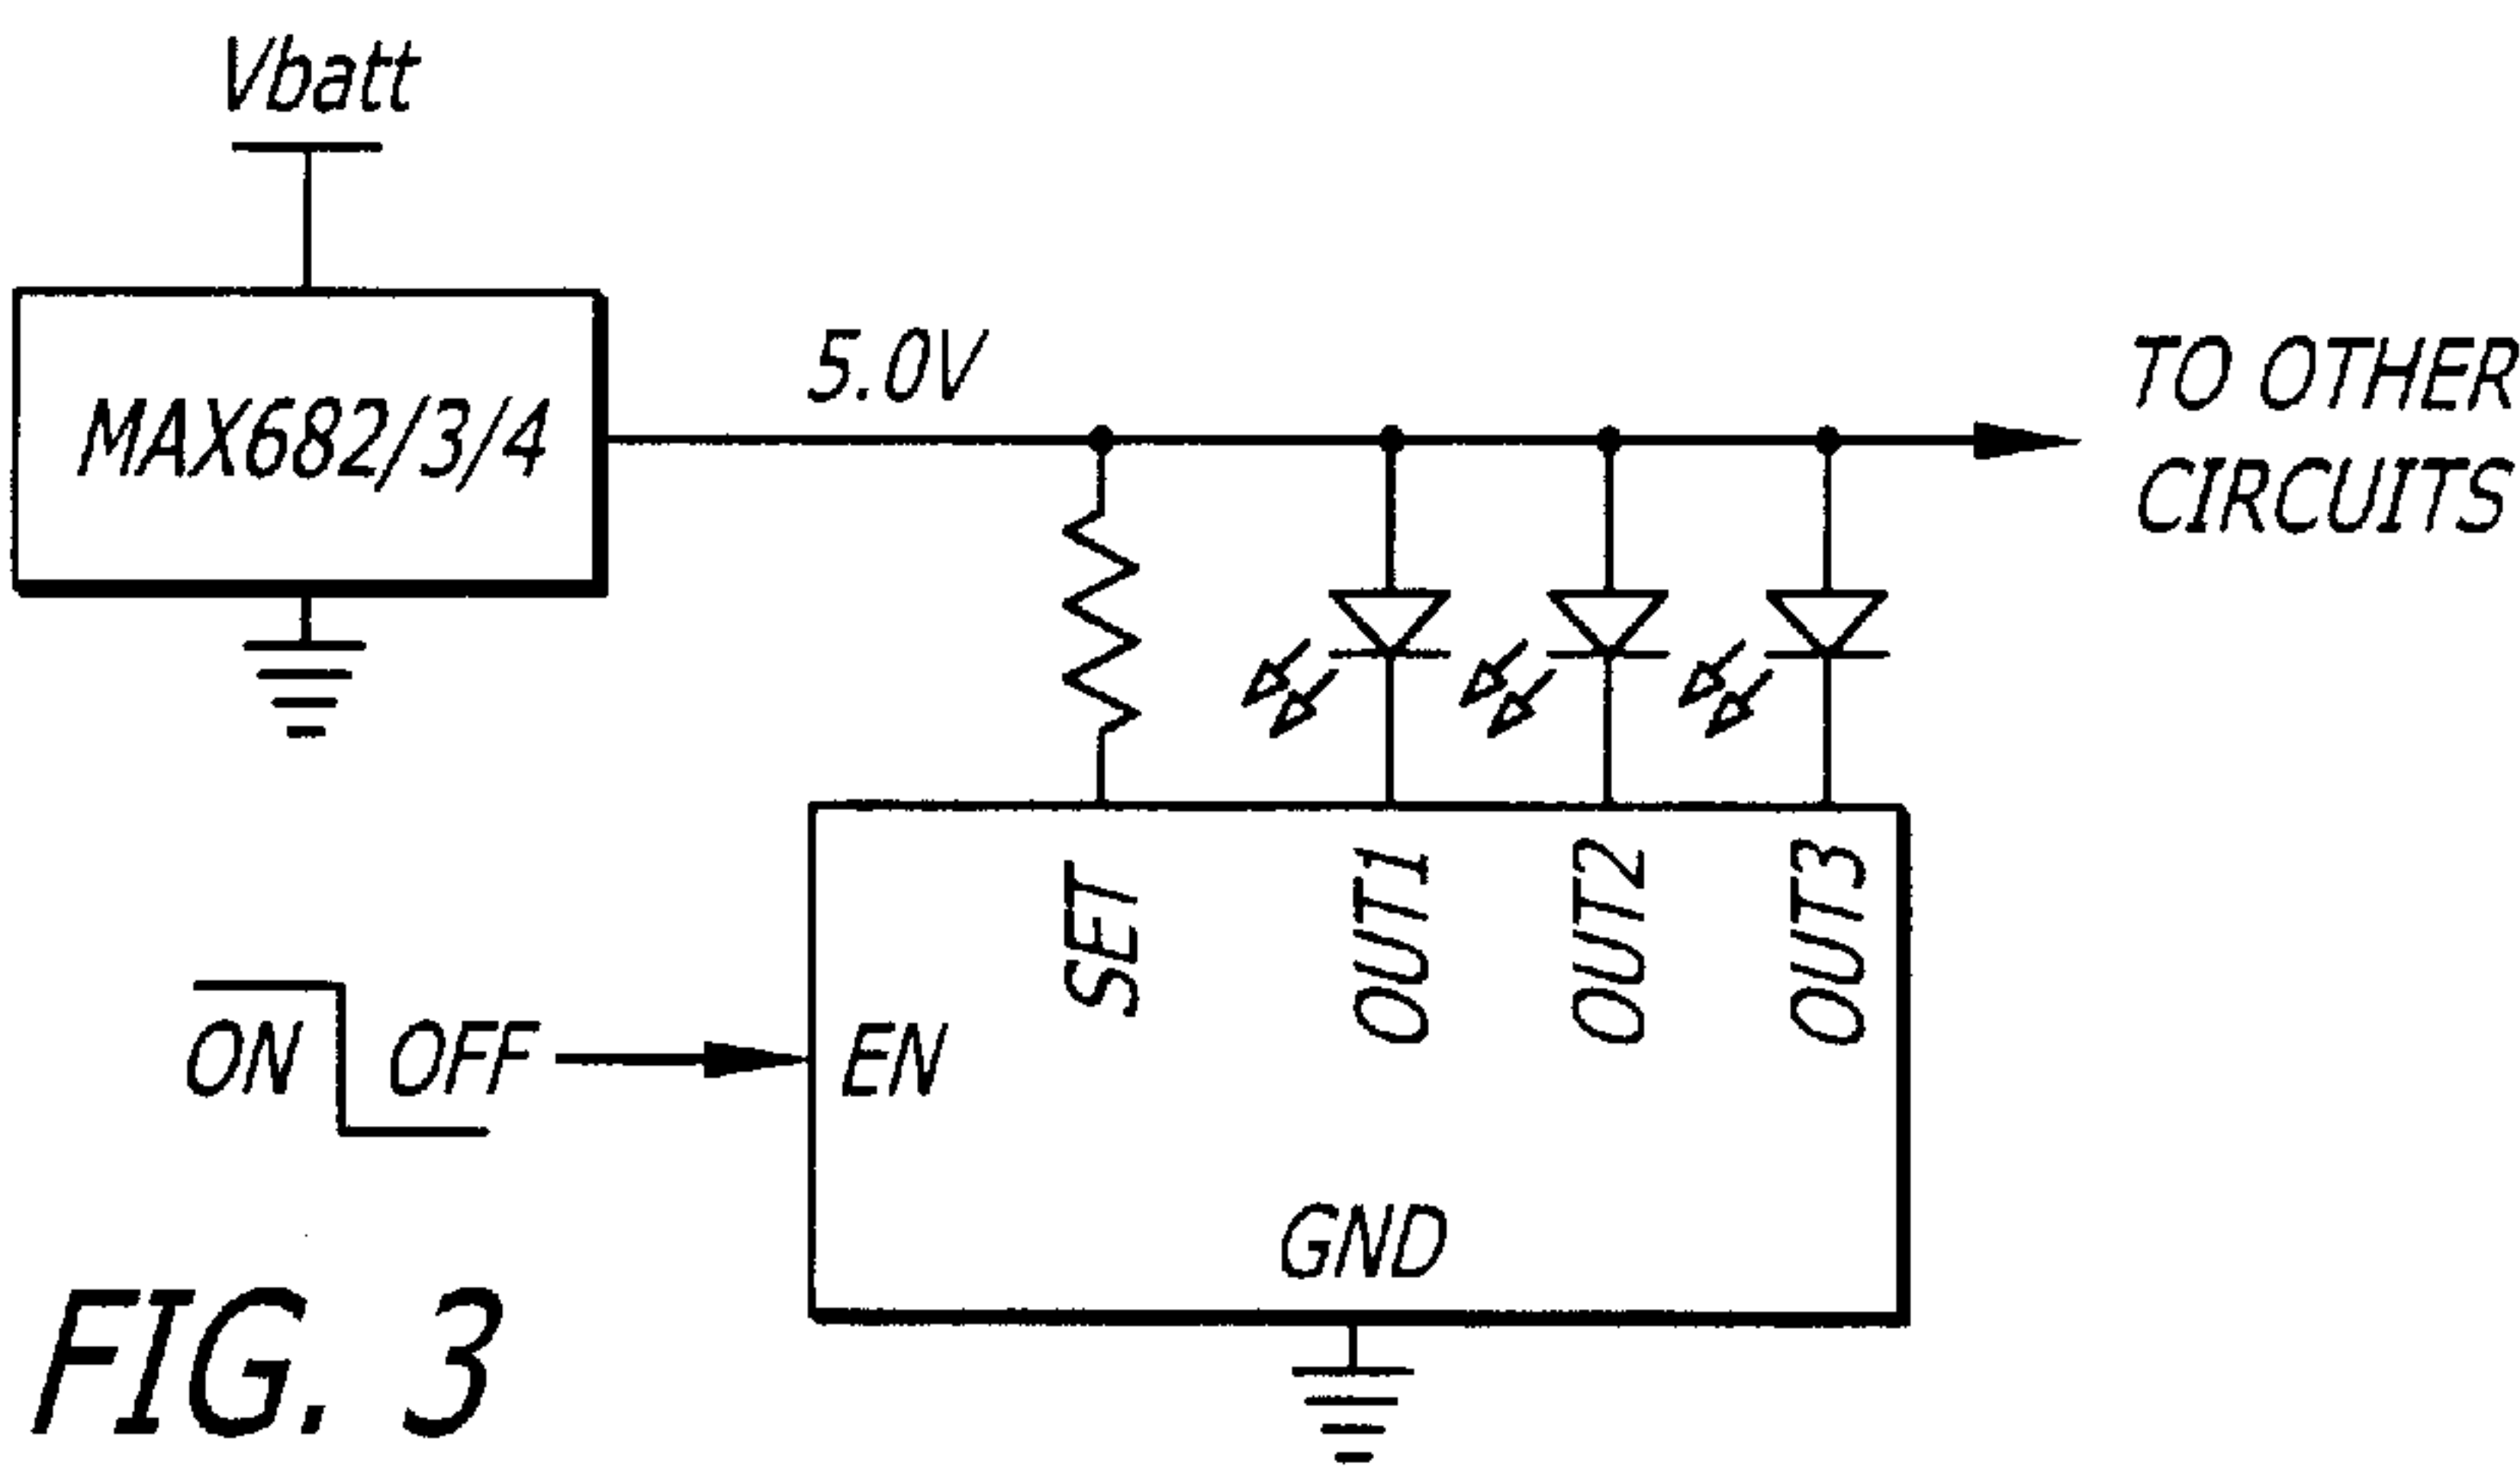 Vbatt
MAX682/3/4
5.0V
TO OTHER
CIRCUITS
SET
OUT1
OUT2
OUT3
ON
OFF
EN
GND
FIG. 3